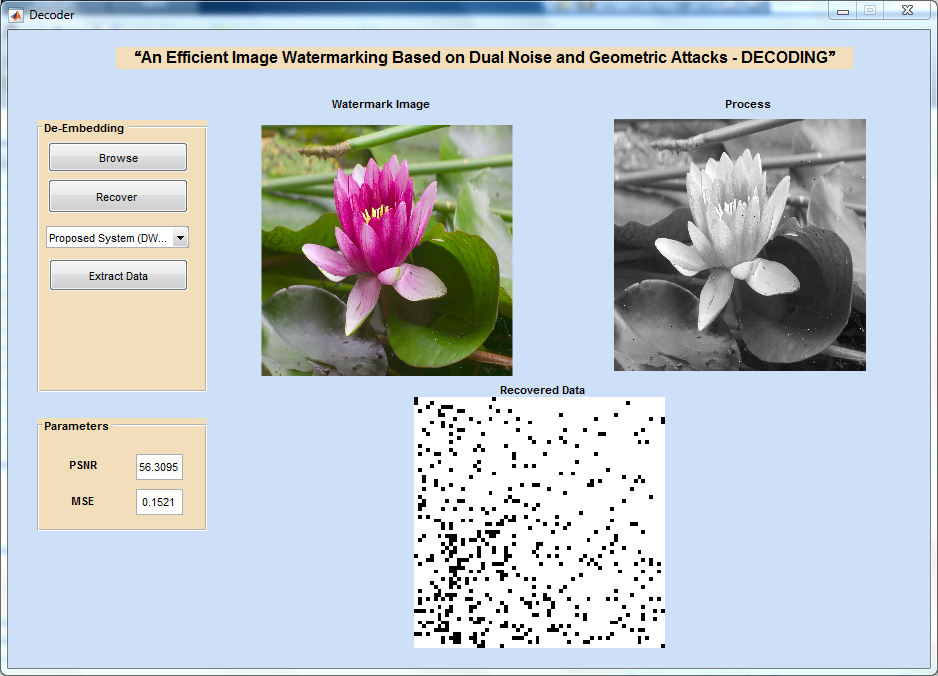 Decoder
“An Efficient Image Watermarking Based on Dual Noise and Geometric Attacks - DECODING”
Watermark Image
Process
De-Embedding
Browse
Recover
Proposed System (DW...
Extract Data
Recovered Data
Parameters
PSNR
56.3095
MSE
0.1521